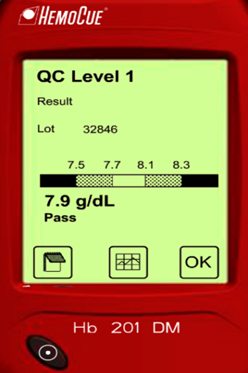 HemoCue®
QC Level 1
Result
Lot 32846
7.5 7.7 8.1 8.3
7.9 g/dL
Pass
OK
Hb 201 DM